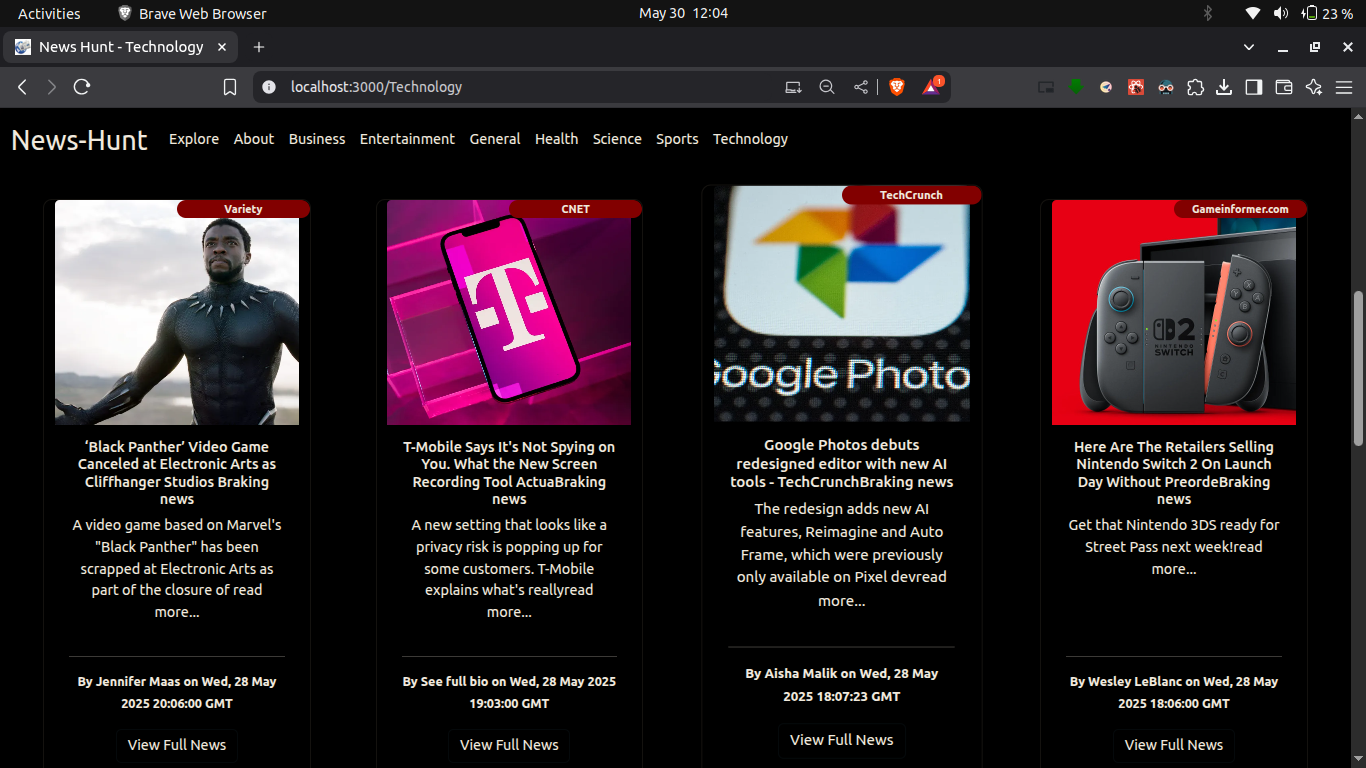 Activities Brave Web Browser May 30 12:04 23 %
News Hunt - Technology
localhost:3000/Technology 1
News-Hunt Explore About Business Entertainment General Health Science Sports Technology
Variety
‘Black Panther’ Video Game
Canceled at Electronic Arts as
Cliffhanger Studios Braking
news
A video game based on Marvel's
"Black Panther" has been
scrapped at Electronic Arts as
part of the closure of read
more...
By Jennifer Maas on Wed, 28 May
2025 20:06:00 GMT
View Full News
CNET
T
T-Mobile Says It's Not Spying on
You. What the New Screen
Recording Tool ActuaBraking
news
A new setting that looks like a
privacy risk is popping up for
some customers. T-Mobile
explains what's reallyread
more...
By See full bio on Wed, 28 May 2025
19:03:00 GMT
View Full News
TechCrunch
Google Photo
Google Photos debuts
redesigned editor with new AI
tools - TechCrunchBraking news
The redesign adds new AI
features, Reimagine and Auto
Frame, which were previously
only available on Pixel devread
more...
By Aisha Malik on Wed, 28 May
2025 18:07:23 GMT
View Full News
Gameinformer.com
2
NINTENDO
SWITCH
X
Y A
B
Here Are The Retailers Selling
Nintendo Switch 2 On Launch
Day Without PreordeBraking
news
Get that Nintendo 3DS ready for
Street Pass next week!read
more...
By Wesley LeBlanc on Wed, 28 May
2025 18:06:00 GMT
View Full News